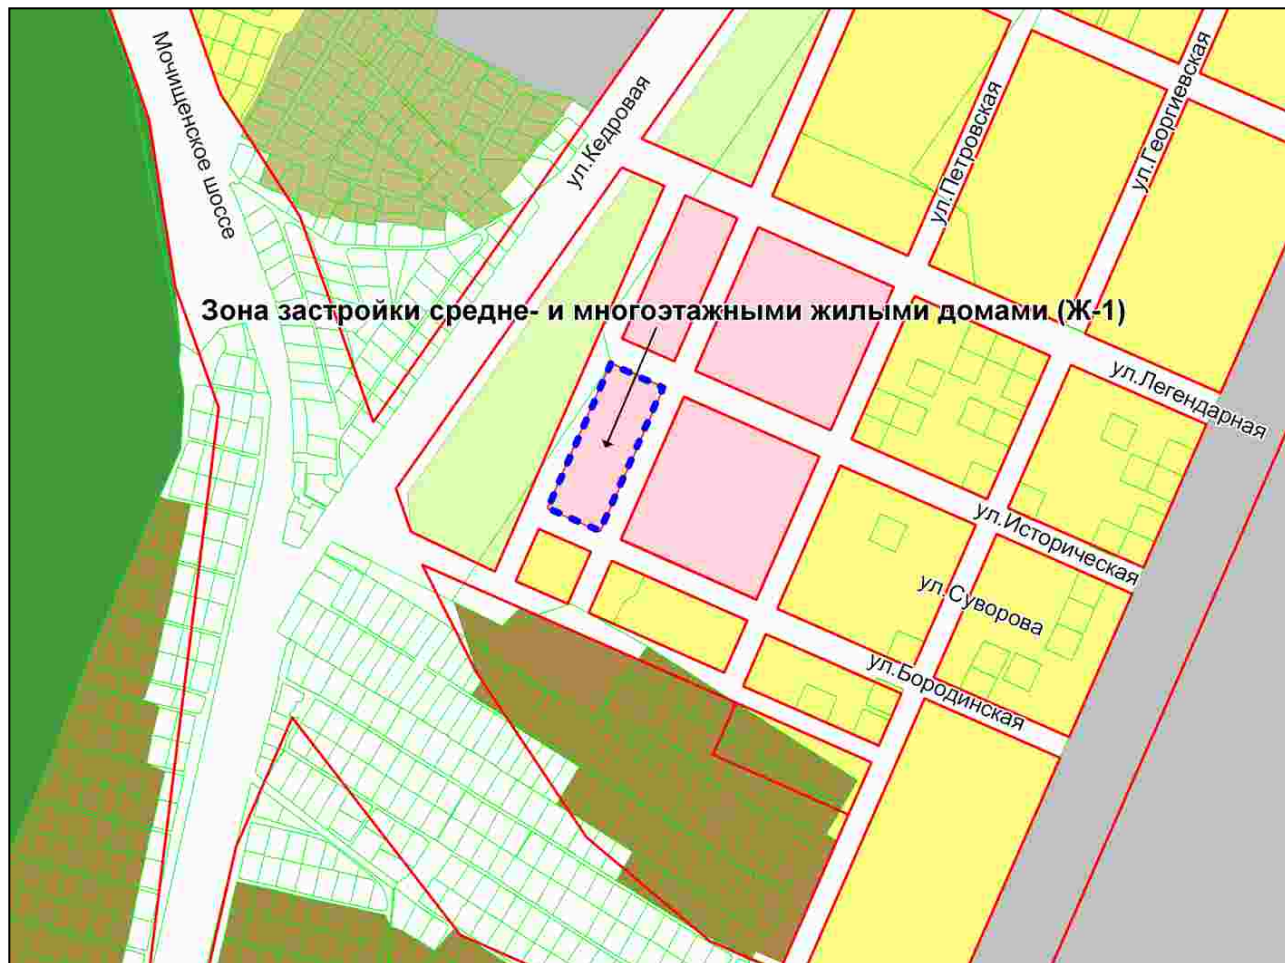 Мочищенское шоссе
ул.Кедровая
ул.Петровская
ул.Георгиевская
Зона застройки средне- и многоэтажными жилыми домами (Ж-1)
ул.Легендарная
ул.Историческая
ул.Суворова
ул.Бородинская